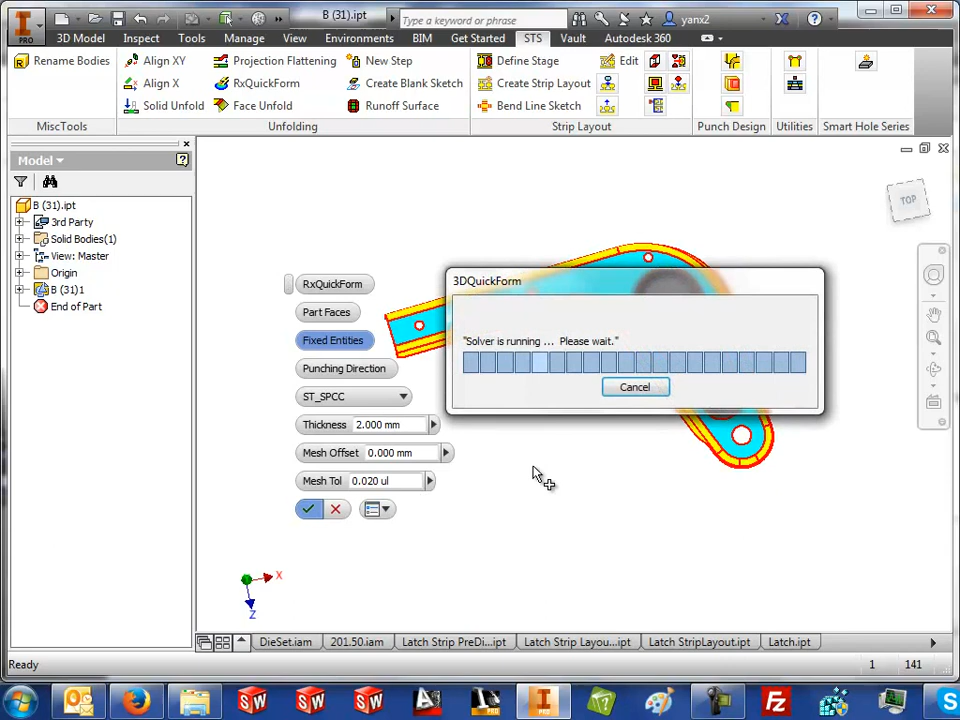 B (31).ipt
Type a keyword or phrase
yanx2
PRO
3D Model
Inspect
Tools
Manage
View
Environments
BIM
Get Started
STS
Vault
Autodesk 360
Rename Bodies
Align XY
Projection Flattening
New Step
Define Stage
Edit
Align X
RxQuickForm
Create Blank Sketch
Create Strip Layout
Solid Unfold
Face Unfold
Runoff Surface
Bend Line Sketch
MiscTools
Unfolding
Strip Layout
Punch Design
Utilities
Smart Hole Series
Model
B (31).ipt
3rd Party
Solid Bodies(1)
View: Master
Origin
B (31)1
End of Part
TOP
RxQuickForm
Part Faces
Fixed Entities
Punching Direction
ST_SPCC
Thickness 2.000 mm
Mesh Offset 0.000 mm
Mesh Tol 0.020 ul
3DQuickForm
"Solver is running ... Please wait."
Cancel
X
Z
DieSet.iam
201.50.iam
Latch Strip PreDi...ipt
Latch Strip Layou...ipt
Latch StripLayout.ipt
Latch.ipt
Ready
1
141